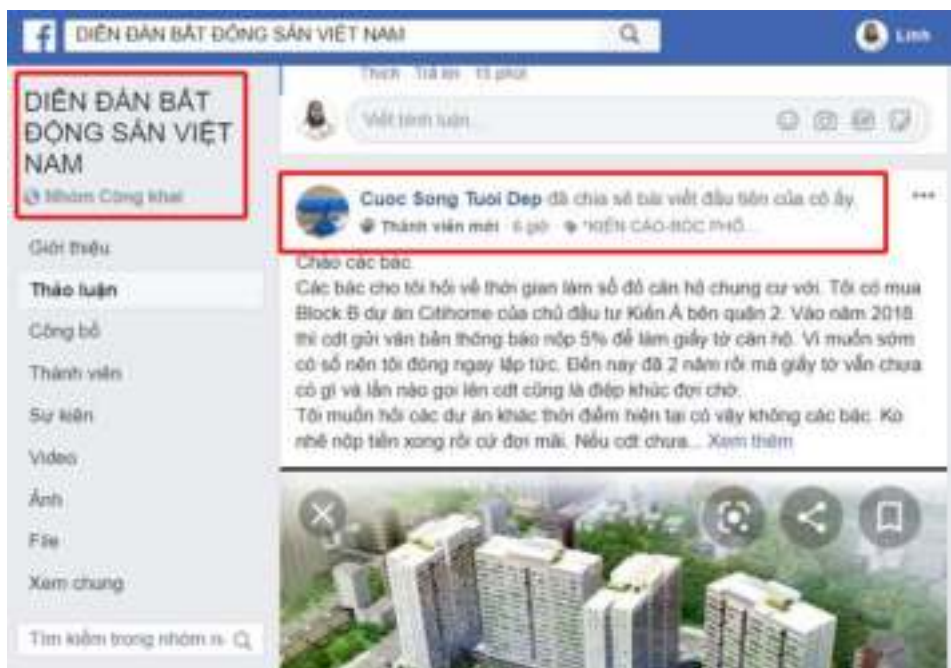 DIỄN ĐÀN BẤT ĐỘNG SẢN VIỆT NAM
Linh
DIỄN ĐÀN BẤT
ĐỘNG SẢN VIỆT
NAM
Nhóm Công khai
Giới thiệu
Thảo luận
Công bố
Thành viên
Sự kiện
Video
Ảnh
File
Xem chung
Tìm kiếm trong nhóm n
Thích Trả lời 15 phút
Viết bình luận...
Cuoc Song Tuoi Dep đã chia sẻ bài viết đầu tiên của cô ấy.
Thành viên mới 6 giờ *KIẾN CÁO-BÓC PHỐ...
Chào các bác
Các bác cho tôi hỏi về thời gian làm sổ đỏ căn hộ chung cư với. Tôi có mua
Block B dự án Citihome của chủ đầu tư Kiến Á bên quận 2. Vào năm 2018
thì cdt gửi văn bản thông báo nộp 5% để làm giấy tờ căn hộ. Vì muốn sớm
có sổ nên tôi đóng ngay lập tức. Đến nay đã 2 năm rồi mà giấy tờ vẫn chưa
có gì và lần nào gọi lên cdt cũng là điệp khúc đợi chờ.
Tôi muốn hỏi các dự án khác thời điểm hiện tại có vậy không các bác. Ko
nhẽ nộp tiền xong rồi cứ đợi mãi. Nếu cdt chưa... Xem thêm